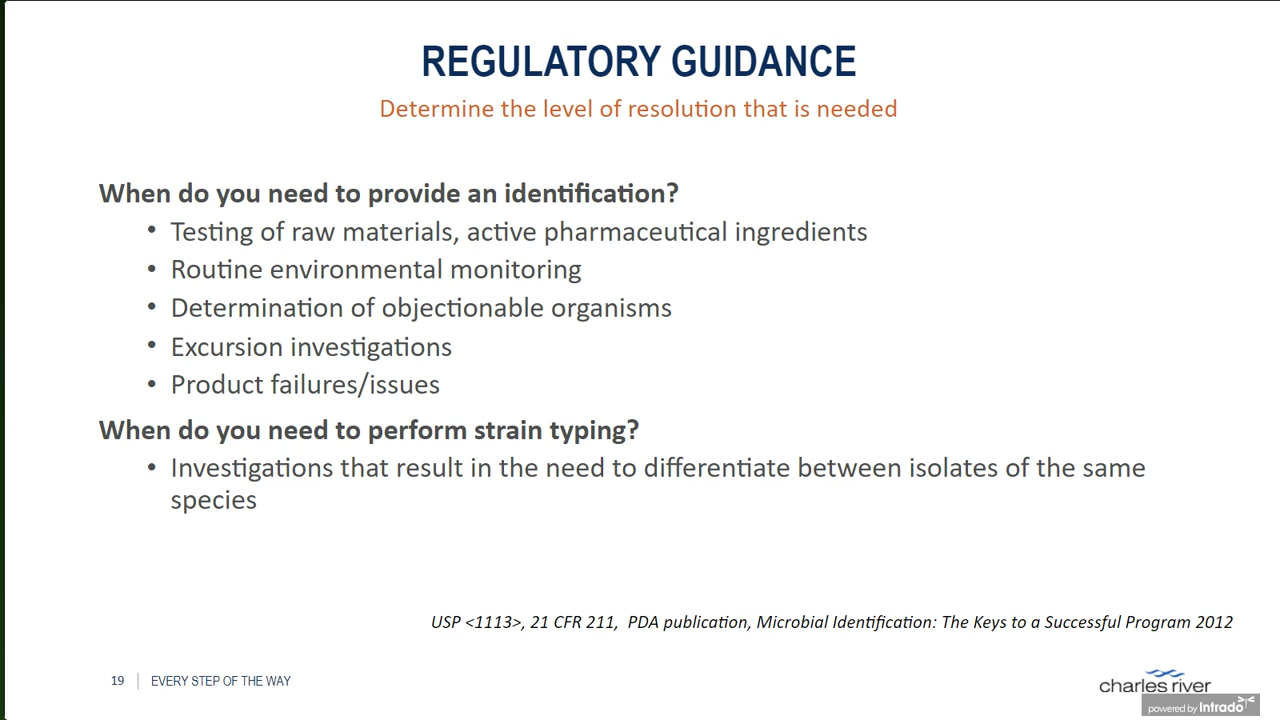 REGULATORY GUIDANCE
Determine the level of resolution that is needed
When do you need to provide an identification?
• Testing of raw materials, active pharmaceutical ingredients
• Routine environmental monitoring
• Determination of objectionable organisms
• Excursion investigations
• Product failures/issues
When do you need to perform strain typing?
• Investigations that result in the need to differentiate between isolates of the same
species
USP <1113>, 21 CFR 211, PDA publication, Microbial Identification: The Keys to a Successful Program 2012
19 | EVERY STEP OF THE WAY
charles river
powered by Intrado